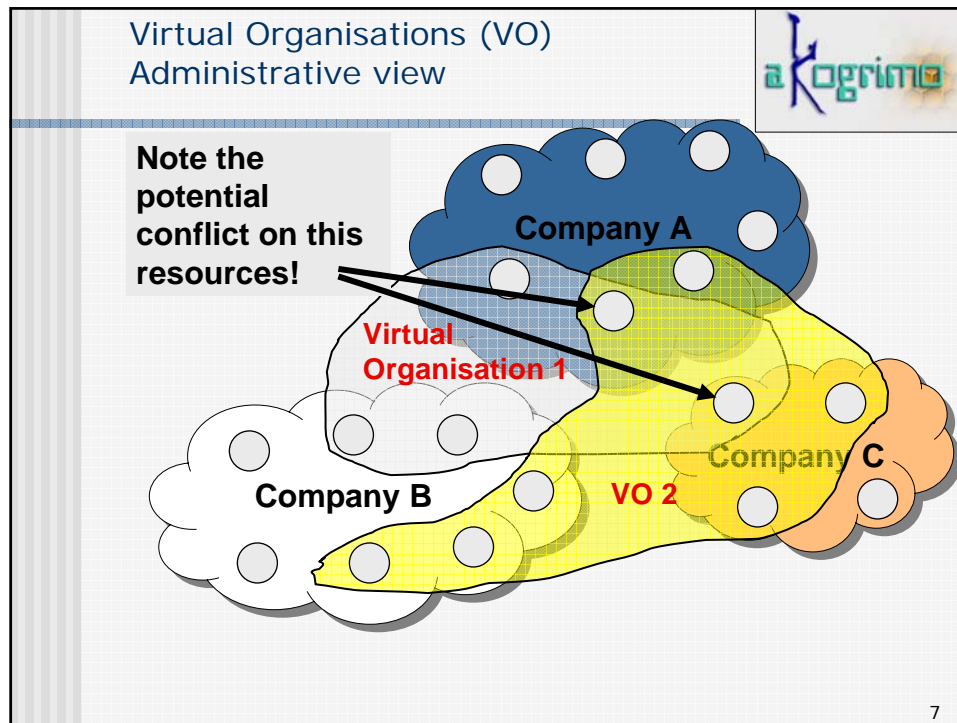 Virtual Organisations (VO)
Administrative view
akogrimo
Note the
potential
conflict on this
resources!
Company A
Virtual
Organisation 1
Company C
Company B
VO 2
7